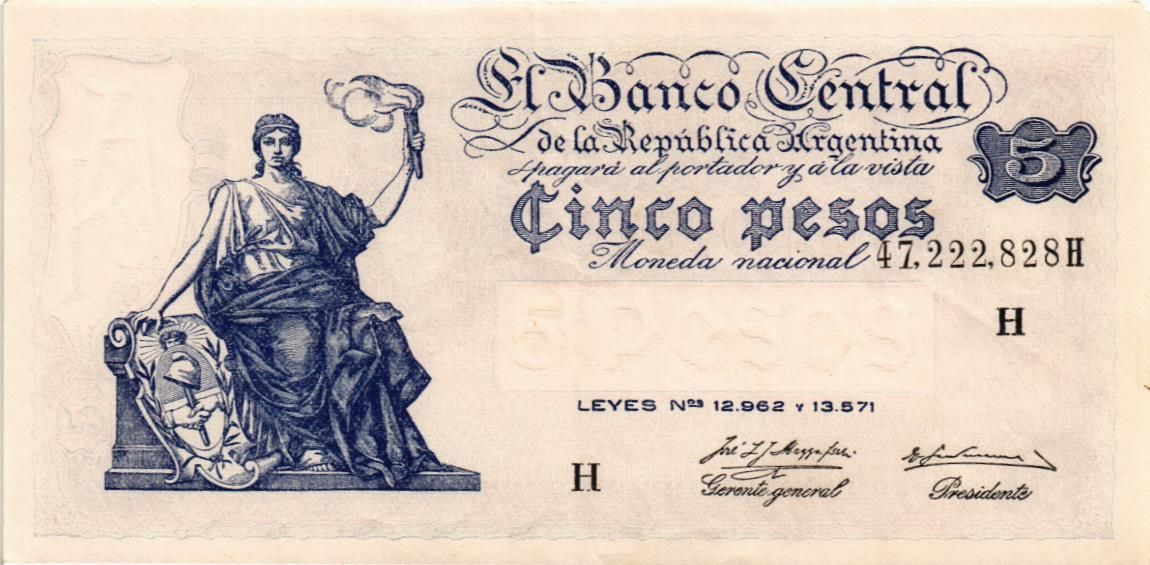 El Banco Central
de la República Argentina
pagará al portador y á la vista
5
Cinco pesos
Moneda nacional
47,222,828H
H
LEYES Nos 12.962 Y 13.571
H
Gerente general
Presidente